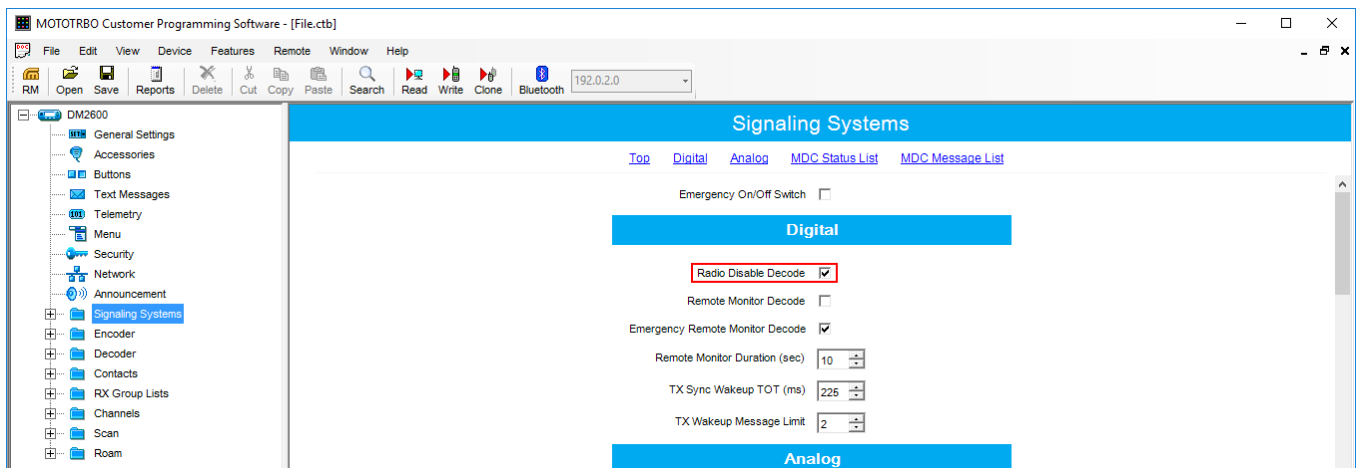 MOTOTRBO Customer Programming Software - [File.ctb]
File Edit View Device Features Remote Window Help
RM Open Save Reports Delete Cut Copy Paste Search Read Write Clone Bluetooth 192.0.2.0
DM2600
General Settings
Accessories
Buttons
Text Messages
Telemetry
Menu
Security
Network
Announcement
Signaling Systems
Encoder
Decoder
Contacts
RX Group Lists
Channels
Scan
Roam
Signaling Systems
Top Digital Analog MDC Status List MDC Message List
Emergency On/Off Switch
Digital
Radio Disable Decode
Remote Monitor Decode
Emergency Remote Monitor Decode
Remote Monitor Duration (sec) 10
TX Sync Wakeup TOT (ms) 225
TX Wakeup Message Limit 2
Analog